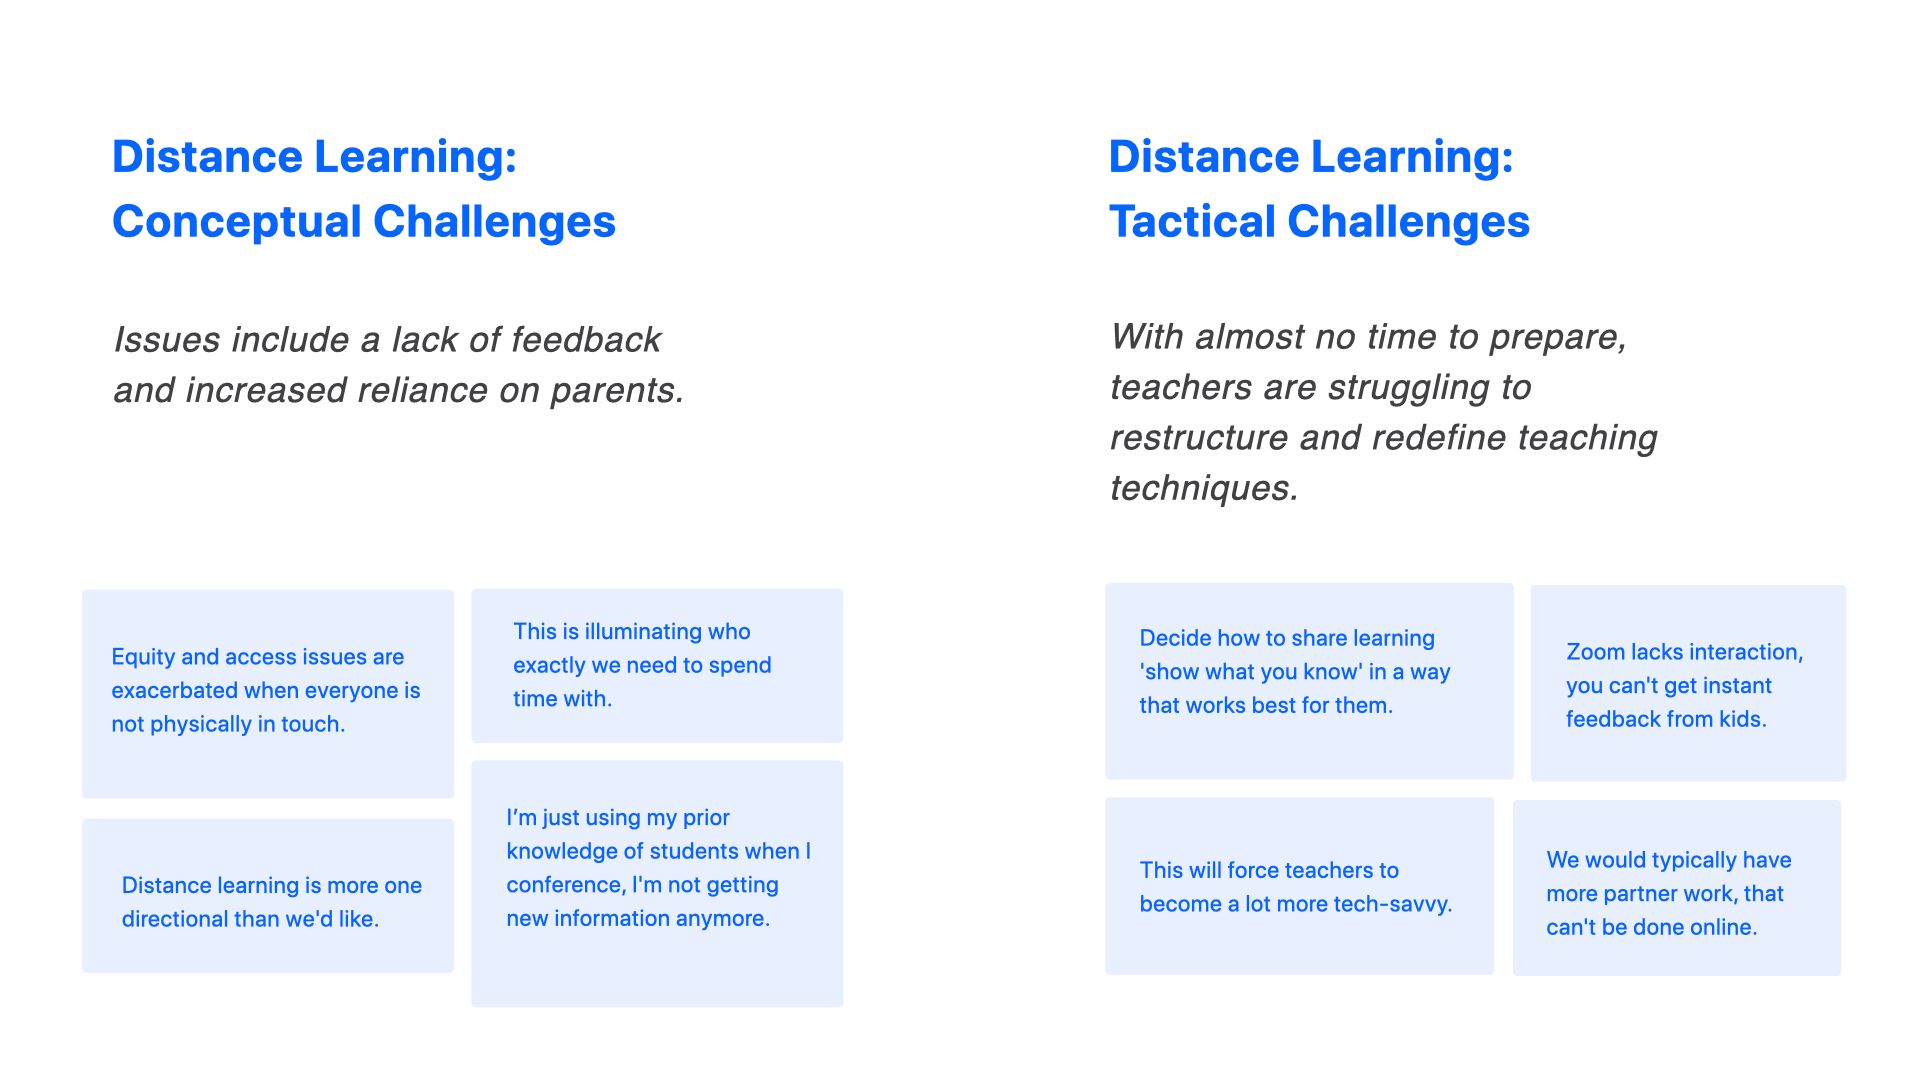 Distance Learning:
Conceptual Challenges
Issues include a lack of feedback
and increased reliance on parents.
Equity and access issues are
exacerbated when everyone is
not physically in touch.
This is illuminating who
exactly we need to spend
time with.
Distance learning is more one
directional than we'd like.
I’m just using my prior
knowledge of students when I
conference, I'm not getting
new information anymore.
Distance Learning:
Tactical Challenges
With almost no time to prepare,
teachers are struggling to
restructure and redefine teaching
techniques.
Decide how to share learning
'show what you know' in a way
that works best for them.
Zoom lacks interaction,
you can't get instant
feedback from kids.
This will force teachers to
become a lot more tech-savvy.
We would typically have
more partner work, that
can't be done online.